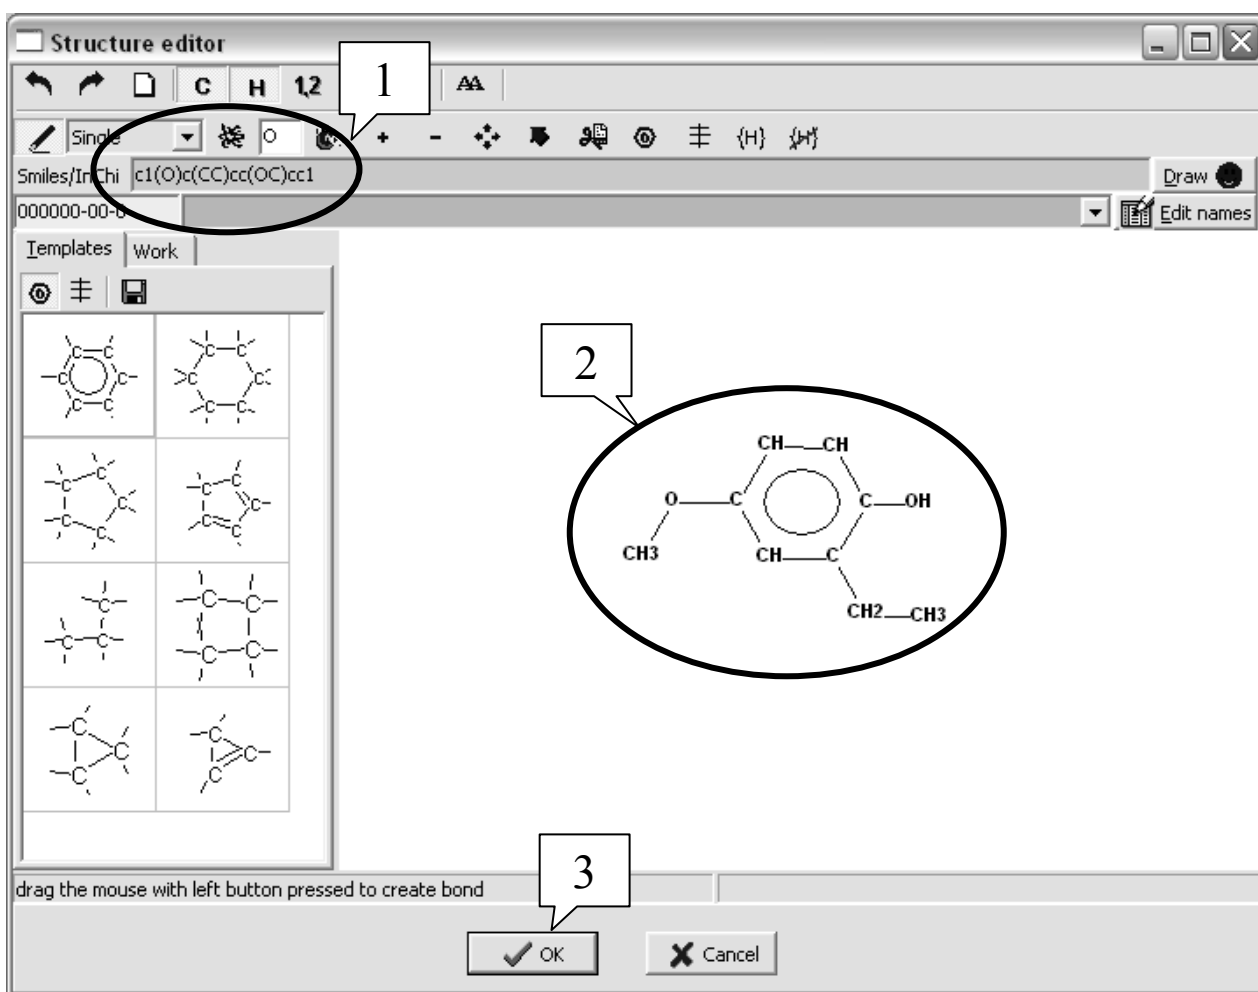 Structure editor
1
C H 1,2 AA
Single O + - {H} {H}
Smiles/InChi c1(O)c(CC)cc(OC)cc1 Draw
000000-00-0 Edit names
Templates Work
C C C C C C
C C C C C C
C C C C C
C C C C C
C C C
C C C C
C C C
C C C
2
CH CH
O C C OH
CH3 CH C
CH2 CH3
3
drag the mouse with left button pressed to create bond
OK Cancel